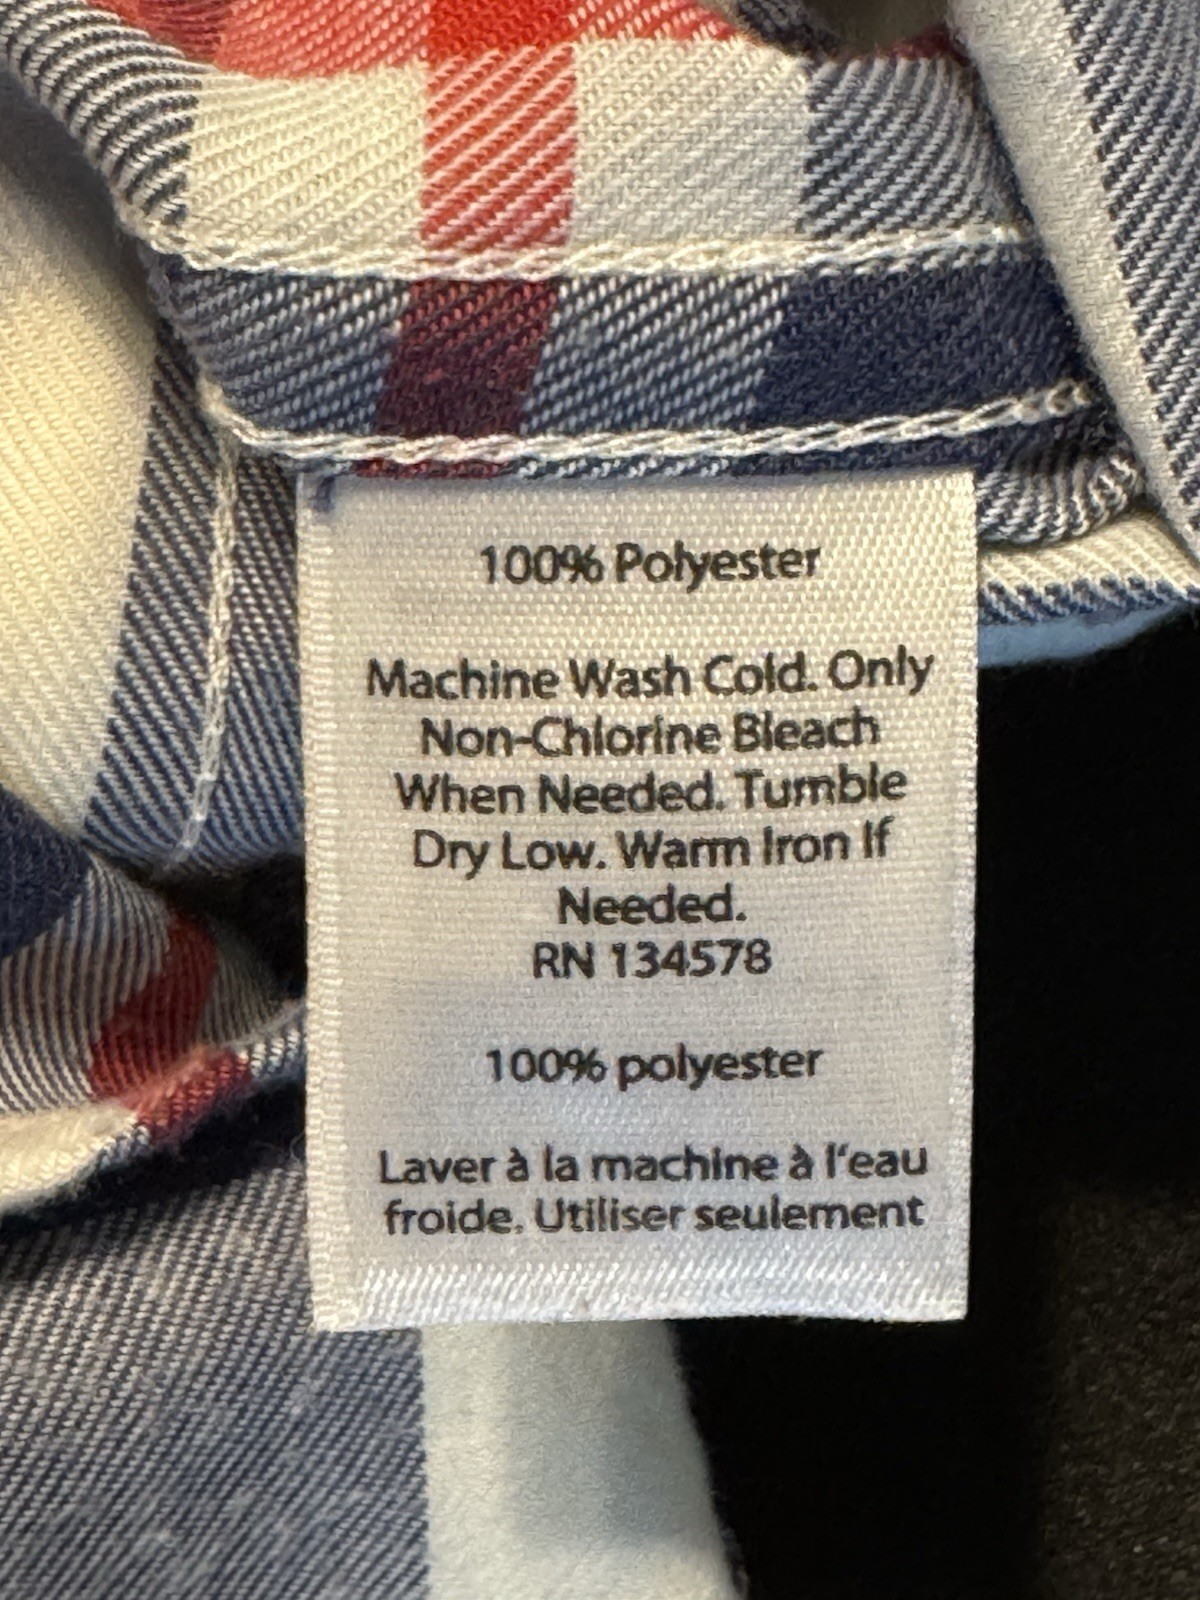 100% Polyester
Machine Wash Cold. Only
Non-Chlorine Bleach
When Needed. Tumble
Dry Low. Warm Iron If
Needed.
RN 134578
100% polyester
Laver à la machine à l'eau
froide. Utiliser seulement